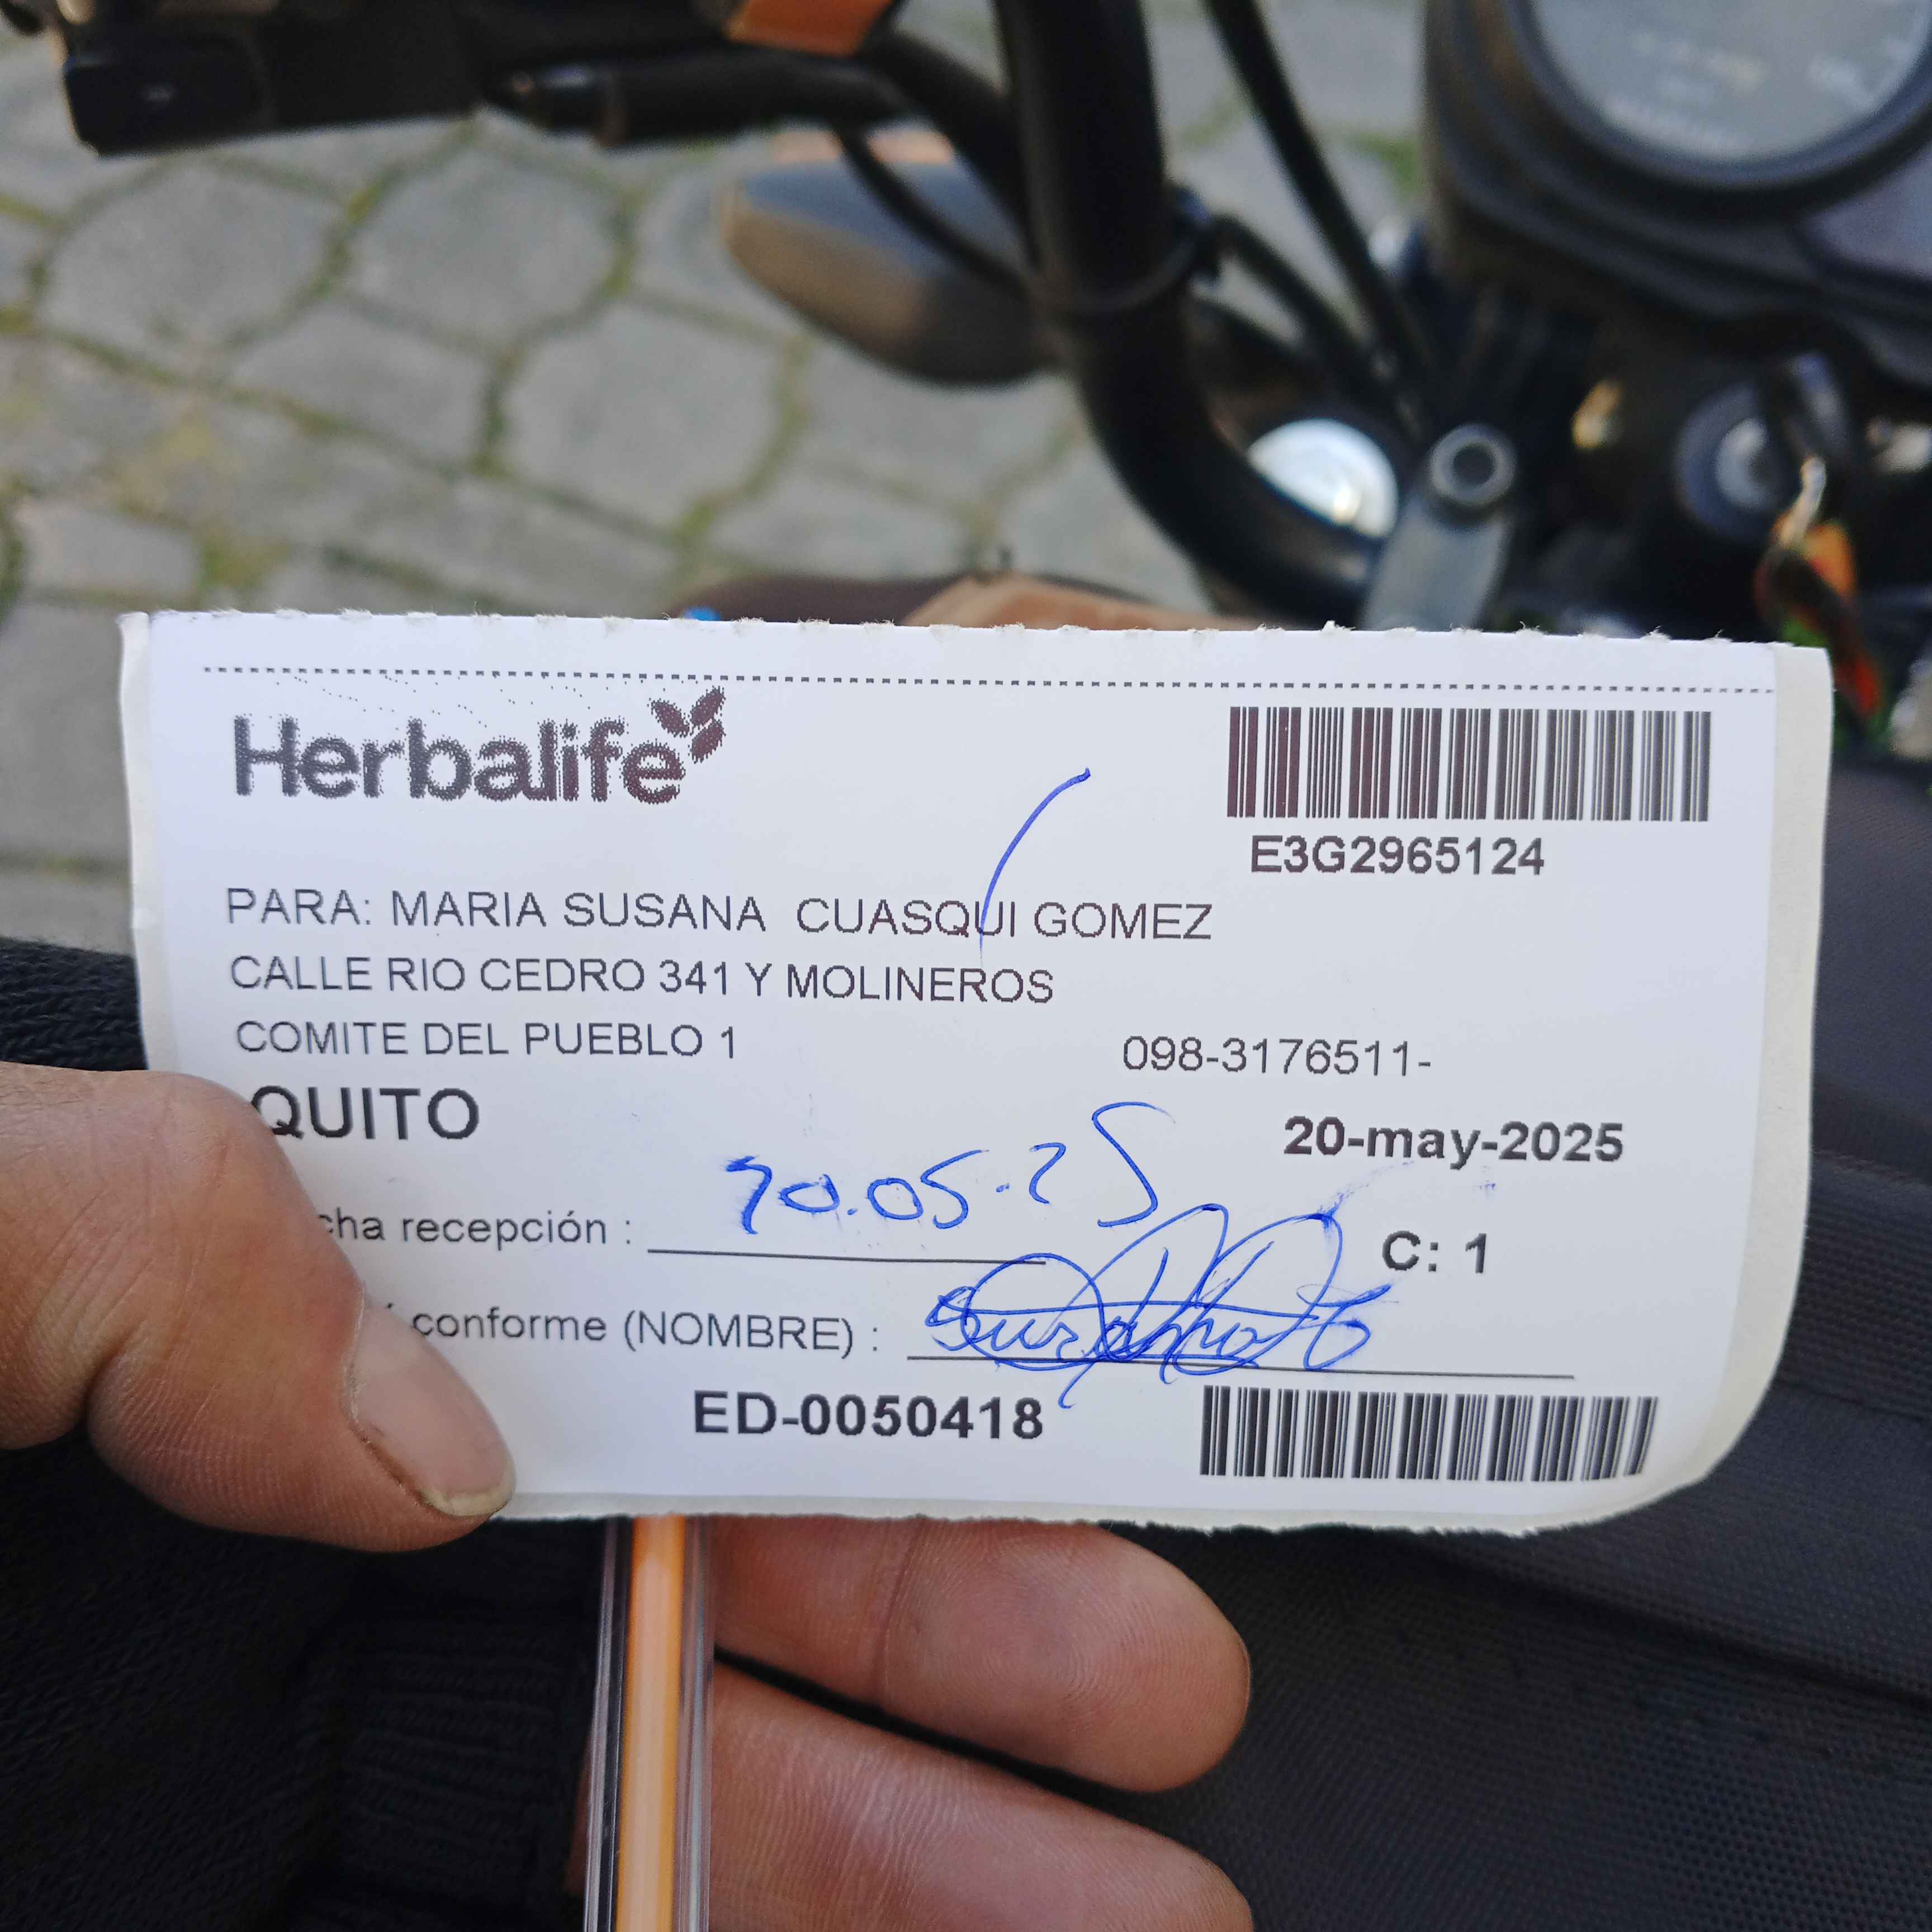 Herbalife
E3G2965124
PARA: MARIA SUSANA CUASQUI GOMEZ
CALLE RIO CEDRO 341 Y MOLINEROS
COMITE DEL PUEBLO 1
098-3176511-
QUITO
20-may-2025
cha recepción : 20.05.25
C: 1
conforme (NOMBRE) :
ED-0050418